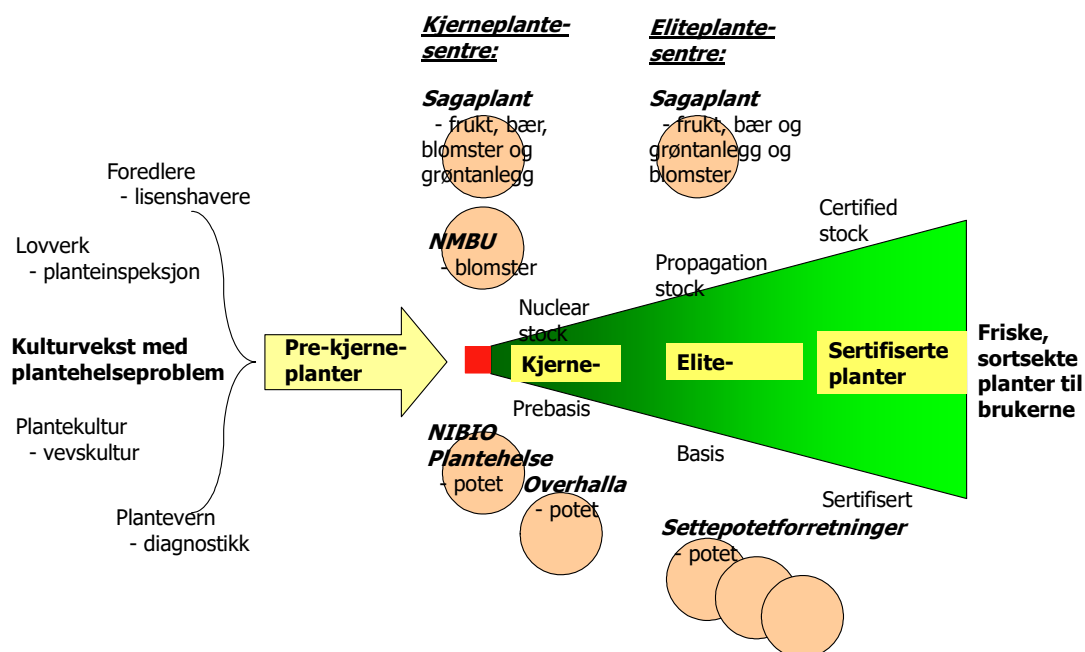 Kjerneplante-
sentre:
Eliteplante-
sentre:
Sagaplant
- frukt, bær,
blomster og
grøntanlegg
Sagaplant
- frukt, bær og
grøntanlegg og
blomster
Foredlere
- lisenshavere
Lovverk
- planteinspeksjon
Kulturvekst med
plantehelseproblem
Plantekultur
- vevskultur
Plantevern
- diagnostikk
Pre-kjerne-
planter
NMBU
- blomster
Nuclear
stock
Propagation
stock
Certified
stock
Kjerne-
Elite-
Sertifiserte
planter
Friske,
sortsekte
planter til
brukerne
Prebasis
Basis
Sertifisert
NIBIO
Plantehelse
- potet
Overhalla
- potet
Settepotetforretninger
- potet